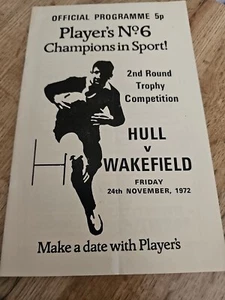 OFFICIAL PROGRAMME 5p
Player's Nº6
Champions in Sport!
2nd Round
Trophy
Competition
HULL
v
WAKEFIELD
FRIDAY
24th NOVEMBER, 1972
Make a date with Player's